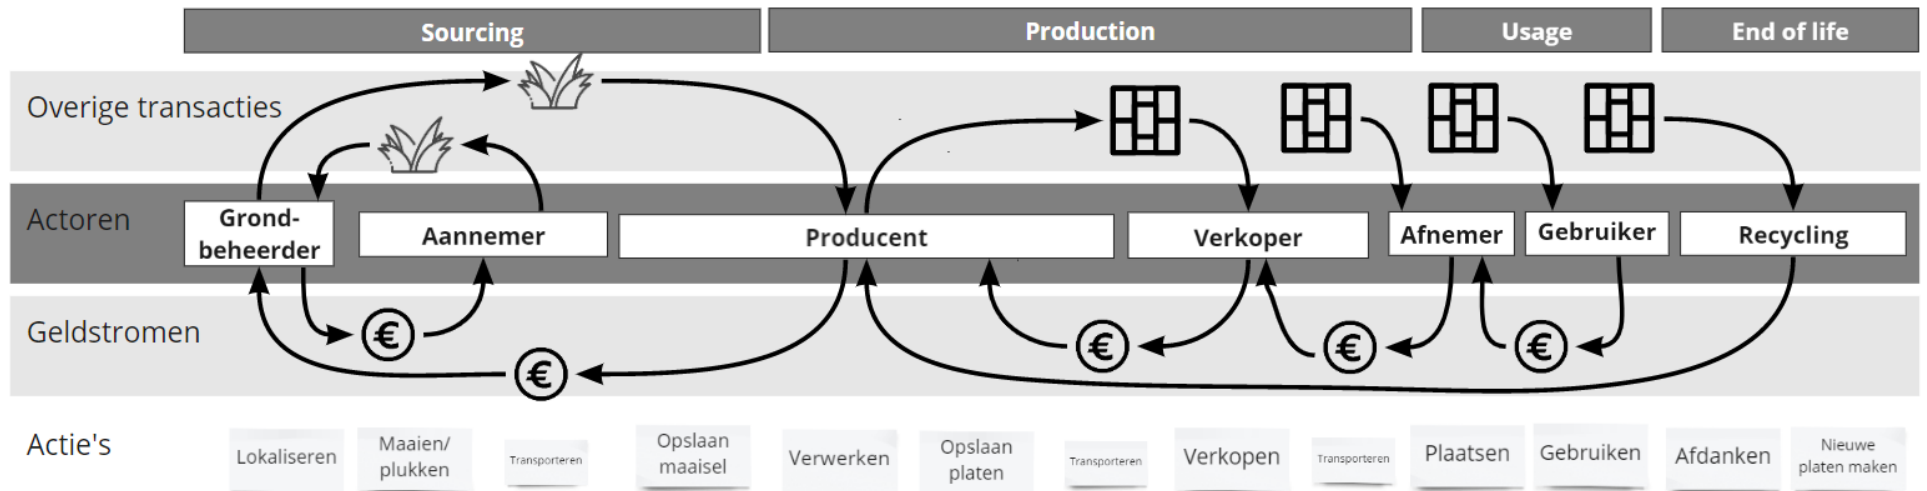 Sourcing
Production
Usage
End of life
Overige transacties
Actoren
Grond-
beheerder
Aannemer
Producent
Verkoper
Afnemer
Gebruiker
Recycling
Geldstromen
€
€
€
€
€
Actie's
Lokaliseren
Maaien/
plukken
Transporteren
Opslaan
maaisel
Verwerken
Opslaan
platen
Transporteren
Verkopen
Transporteren
Plaatsen
Gebruiken
Afdanken
Nieuwe
platen maken